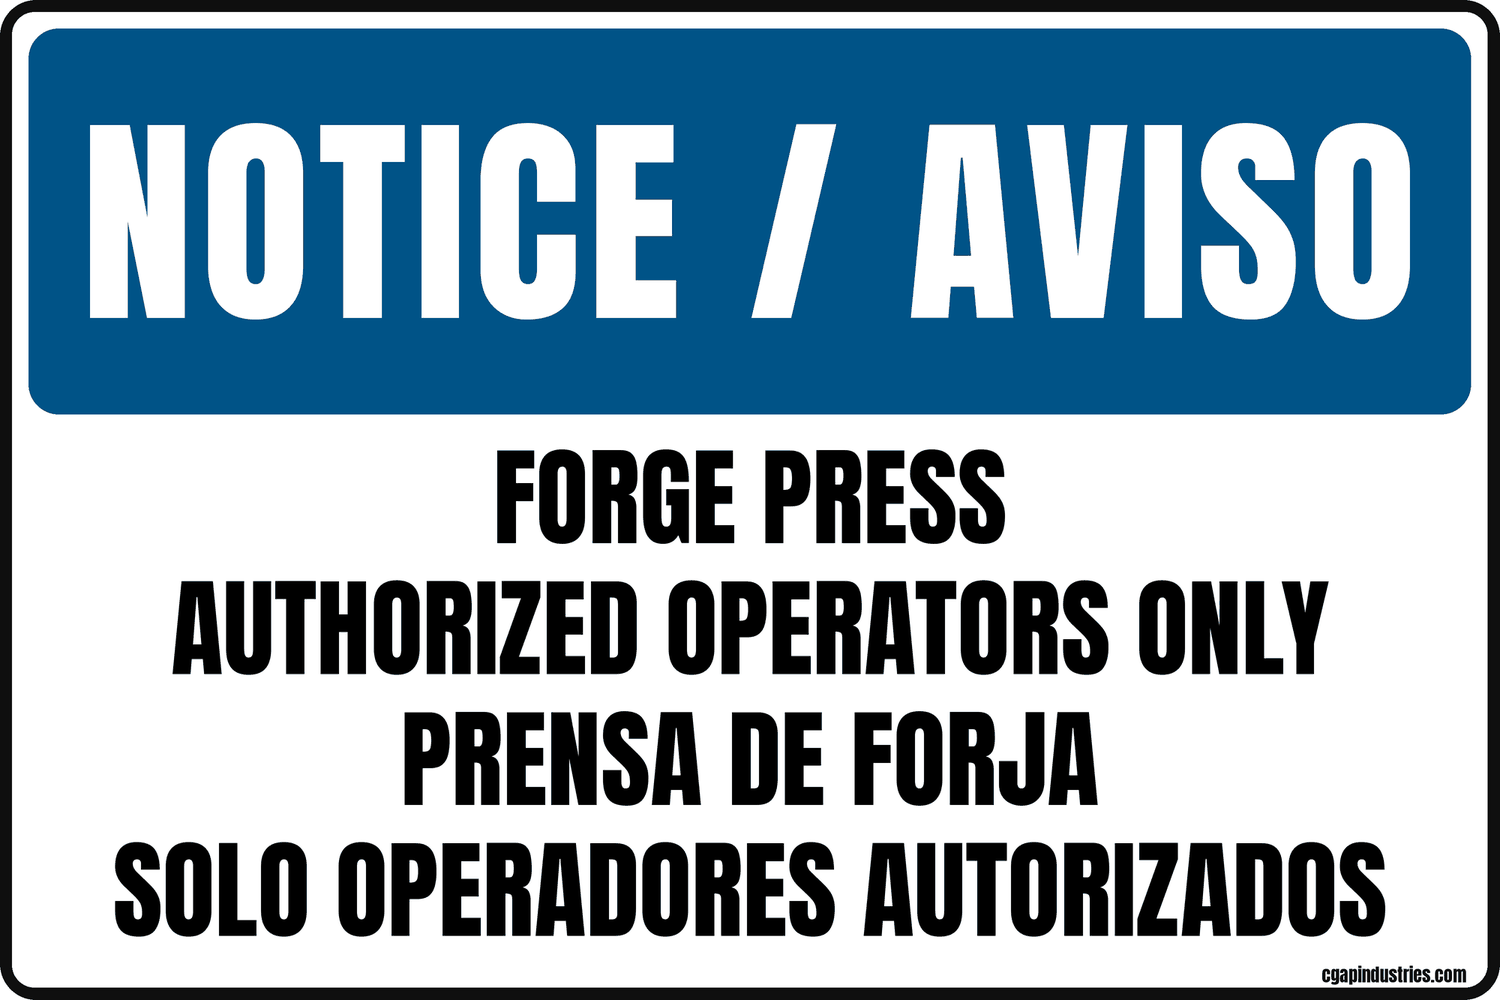 NOTICE / AVISO
FORGE PRESS
AUTHORIZED OPERATORS ONLY
PRENSA DE FORJA
SOLO OPERADORES AUTORIZADOS
cgapindustries.com